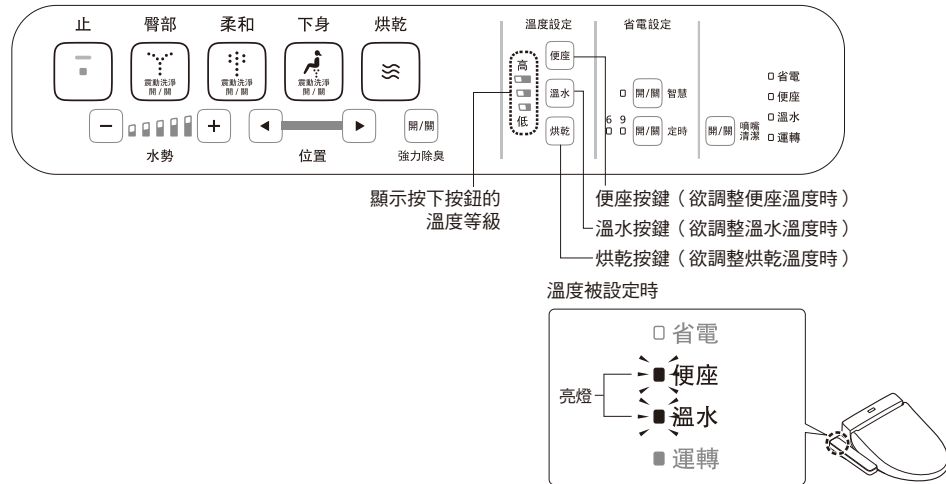 止 臀部 柔和 下身 烘乾
震動洗淨 震動洗淨 震動洗淨
開 / 關 開 / 關 開 / 關
水勢 位置
開/關
強力除臭
溫度設定
高
低
便座
溫水
烘乾
省電設定
開/關 智慧
6 9
開/關 定時
開/關 噴嘴
清潔
省電
便座
溫水
運轉
顯示按下按鈕的
溫度等級
便座按鍵（欲調整便座溫度時）
溫水按鍵（欲調整溫水溫度時）
烘乾按鍵（欲調整烘乾溫度時）
溫度被設定時
亮燈
省電
便座
溫水
運轉